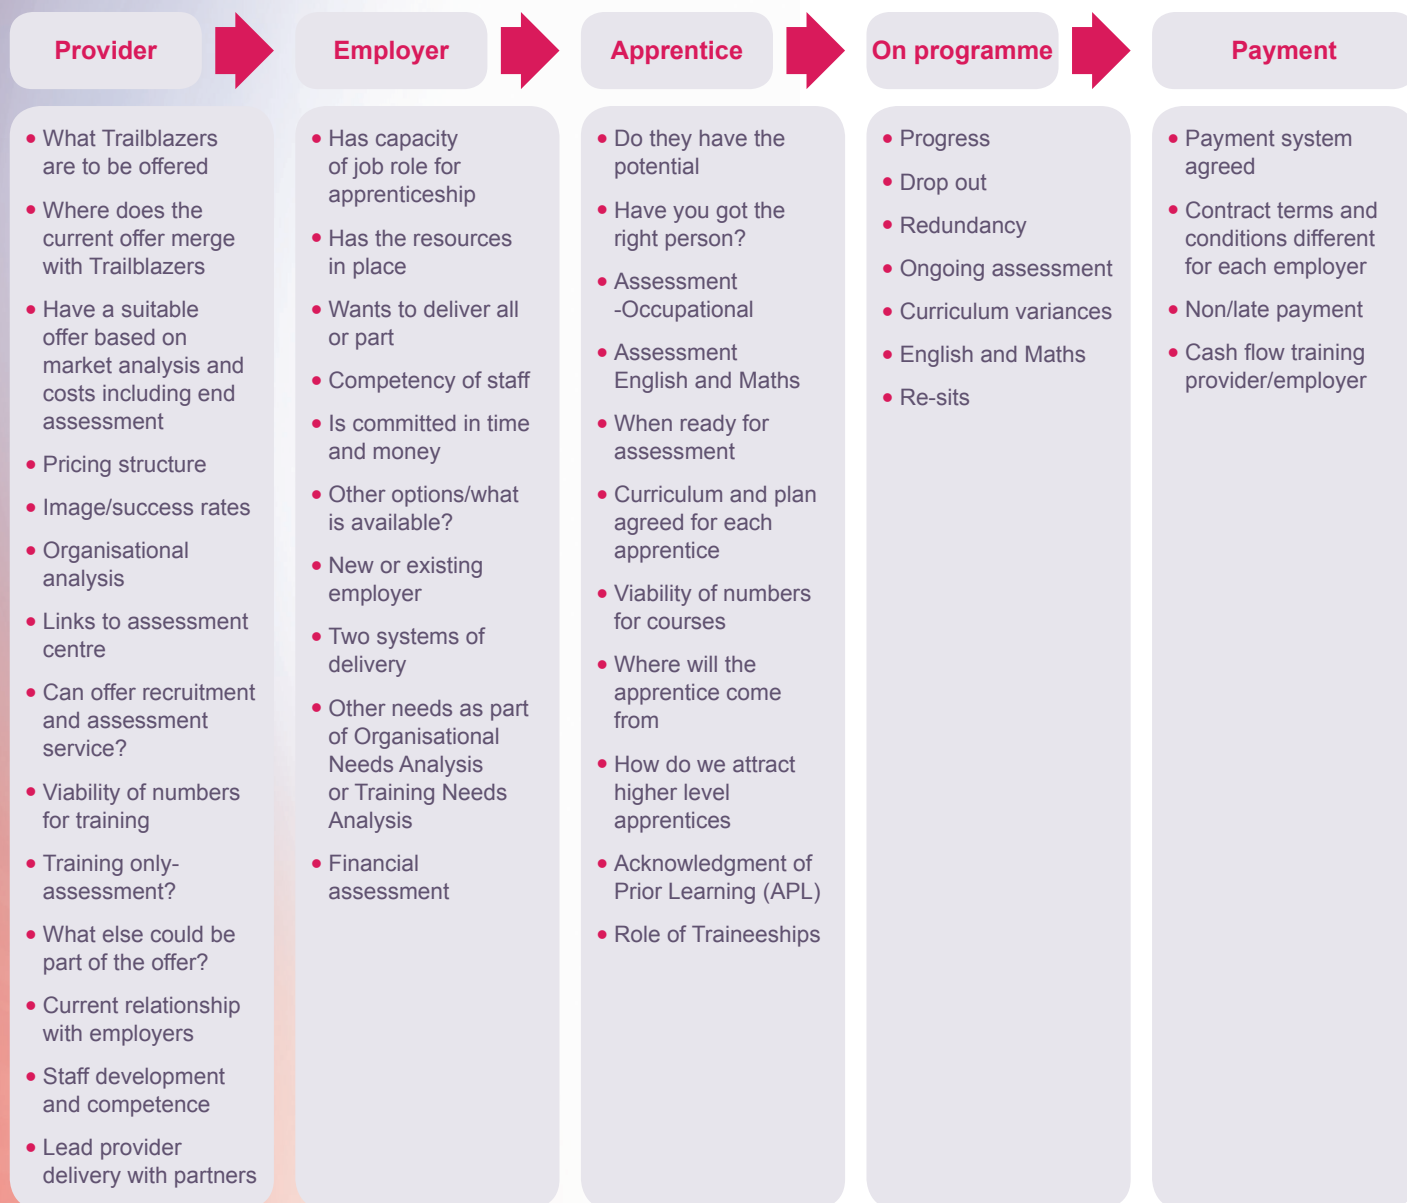 Provider
Employer
Apprentice
On programme
Payment
• What Trailblazers
are to be offered
• Where does the
current offer merge
with Trailblazers
• Have a suitable
offer based on
market analysis and
costs including end
assessment
• Pricing structure
• Image/success rates
• Organisational
analysis
• Links to assessment
centre
• Can offer recruitment
and assessment
service?
• Viability of numbers
for training
• Training only-
assessment?
• What else could be
part of the offer?
• Current relationship
with employers
• Staff development
and competence
• Lead provider
delivery with partners
• Has capacity
of job role for
apprenticeship
• Has the resources
in place
• Wants to deliver all
or part
• Competency of staff
• Is committed in time
and money
• Other options/what
is available?
• New or existing
employer
• Two systems of
delivery
• Other needs as part
of Organisational
Needs Analysis
or Training Needs
Analysis
• Financial
assessment
• Do they have the
potential
• Have you got the
right person?
• Assessment
-Occupational
• Assessment
English and Maths
• When ready for
assessment
• Curriculum and plan
agreed for each
apprentice
• Viability of numbers
for courses
• Where will the
apprentice come
from
• How do we attract
higher level
apprentices
• Acknowledgment of
Prior Learning (APL)
• Role of Traineeships
• Progress
• Drop out
• Redundancy
• Ongoing assessment
• Curriculum variances
• English and Maths
• Re-sits
• Payment system
agreed
• Contract terms and
conditions different
for each employer
• Non/late payment
• Cash flow training
provider/employer